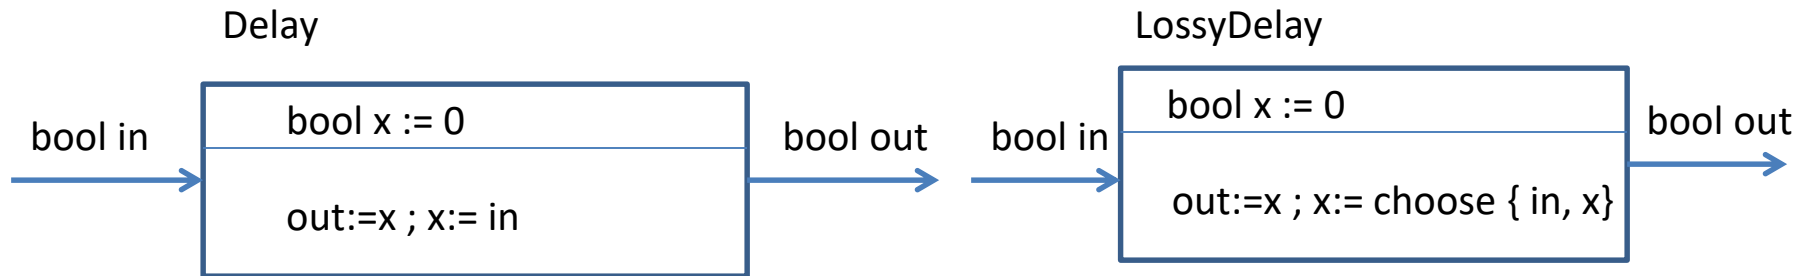 Delay
bool in
bool x := 0
out:=x ; x:= in
bool out
LossyDelay
bool in
bool x := 0
out:=x ; x:= choose { in, x}
bool out